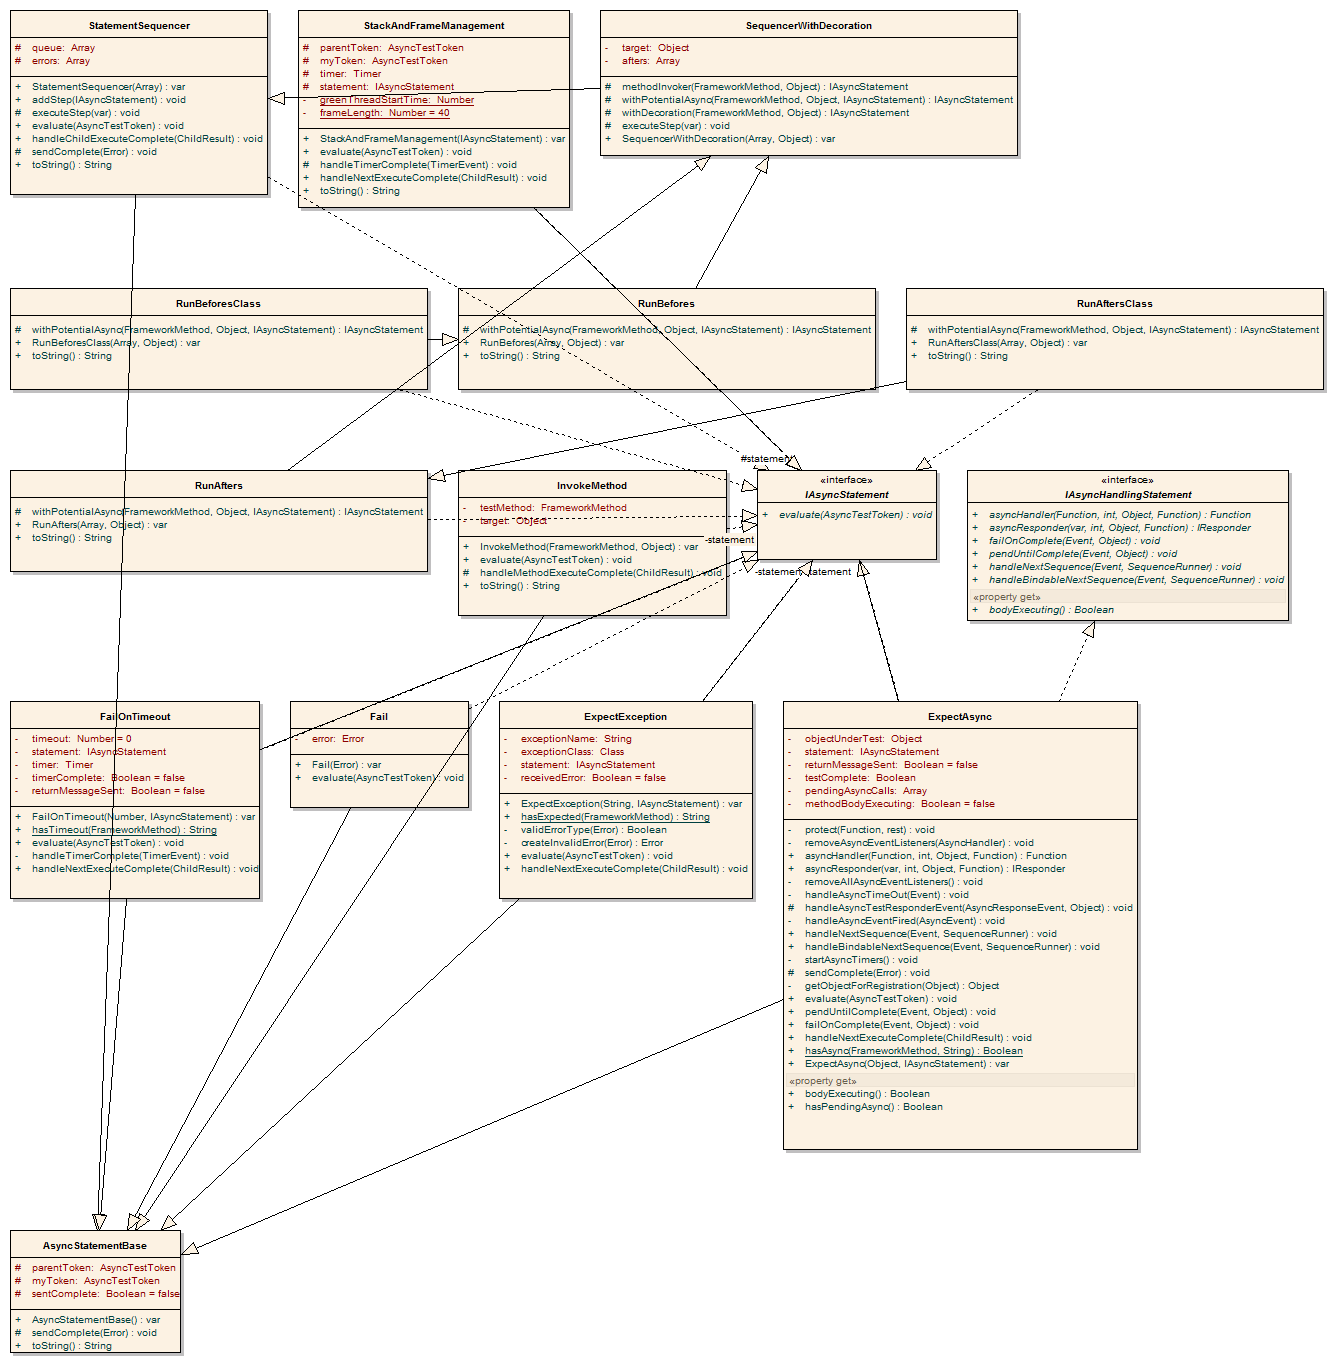 StatementSequencer
# queue: Array
# errors: Array
+ StatementSequencer(Array) : var
+ addStep(IAsyncStatement) : void
# executeStep(var) : void
+ evaluate(AsyncTestToken) : void
+ handleChildExecuteComplete(ChildResult) : void
# sendComplete(Error) : void
+ toString() : String
StackAndFrameManagement
# parentToken: AsyncTestToken
# myToken: AsyncTestToken
# timer: Timer
# statement: IAsyncStatement
- greenThreadStartTime: Number
- frameLength: Number = 40
+ StackAndFrameManagement(IAsyncStatement) : var
+ evaluate(AsyncTestToken) : void
# handleTimerComplete(TimerEvent) : void
+ handleNextExecuteComplete(ChildResult) : void
+ toString() : String
SequencerWithDecoration
- target: Object
- afters: Array
# methodInvoker(FrameworkMethod, Object) : IAsyncStatement
# withPotentialAsync(FrameworkMethod, Object, IAsyncStatement) : IAsyncStatement
# withDecoration(FrameworkMethod, Object) : IAsyncStatement
# executeStep(var) : void
+ SequencerWithDecoration(Array, Object) : var
RunBeforesClass
# withPotentialAsync(FrameworkMethod, Object, IAsyncStatement) : IAsyncStatement
+ RunBeforesClass(Array, Object) : var
+ toString() : String
RunBefores
# withPotentialAsync(FrameworkMethod, Object, IAsyncStatement) : IAsyncStatement
+ RunBefores(Array, Object) : var
+ toString() : String
RunAftersClass
# withPotentialAsync(FrameworkMethod, Object, IAsyncStatement) : IAsyncStatement
+ RunAftersClass(Array, Object) : var
+ toString() : String
RunAfters
# withPotentialAsync(FrameworkMethod, Object, IAsyncStatement) : IAsyncStatement
+ RunAfters(Array, Object) : var
+ toString() : String
InvokeMethod
- testMethod: FrameworkMethod
- target: Object
+ InvokeMethod(FrameworkMethod, Object) : var
+ evaluate(AsyncTestToken) : void
# handleMethodExecuteComplete(ChildResult) : void
+ toString() : String
#statement
«interface»
IAsyncStatement
+ evaluate(AsyncTestToken) : void
-statement
-statement
statement
«interface»
IAsyncHandlingStatement
+ asyncHandler(Function, int, Object, Function) : Function
+ asyncResponder(var, int, Object, Function) : IResponder
+ failOnComplete(Event, Object) : void
+ pendUntilComplete(Event, Object) : void
+ handleNextSequence(Event, SequenceRunner) : void
+ handleBindableNextSequence(Event, SequenceRunner) : void
«property get»
+ bodyExecuting() : Boolean
FailOnTimeout
- timeout: Number = 0
- statement: IAsyncStatement
- timer: Timer
- timerComplete: Boolean = false
- returnMessageSent: Boolean = false
+ FailOnTimeout(Number, IAsyncStatement) : var
+ hasTimeout(FrameworkMethod) : String
+ evaluate(AsyncTestToken) : void
- handleTimerComplete(TimerEvent) : void
+ handleNextExecuteComplete(ChildResult) : void
Fail
- error: Error
+ Fail(Error) : var
+ evaluate(AsyncTestToken) : void
ExpectException
- exceptionName: String
- exceptionClass: Class
- statement: IAsyncStatement
- receivedError: Boolean = false
+ ExpectException(String, IAsyncStatement) : var
+ hasExpected(FrameworkMethod) : String
- validErrorType(Error) : Boolean
- createInvalidError(Error) : Error
+ evaluate(AsyncTestToken) : void
+ handleNextExecuteComplete(ChildResult) : void
ExpectAsync
- objectUnderTest: Object
- statement: IAsyncStatement
- returnMessageSent: Boolean = false
- testComplete: Boolean
- pendingAsyncCalls: Array
- methodBodyExecuting: Boolean = false
- protect(Function, rest) : void
- removeAsyncEventListeners(AsyncHandler) : void
+ asyncHandler(Function, int, Object, Function) : Function
+ asyncResponder(var, int, Object, Function) : IResponder
- removeAllAsyncEventListeners() : void
- handleAsyncTimeOut(Event) : void
# handleAsyncTestResponderEvent(AsyncResponseEvent, Object) : void
- handleAsyncEventFired(AsyncEvent) : void
+ handleNextSequence(Event, SequenceRunner) : void
+ handleBindableNextSequence(Event, SequenceRunner) : void
- startAsyncTimers() : void
# sendComplete(Error) : void
- getObjectForRegistration(Object) : Object
+ evaluate(AsyncTestToken) : void
+ pendUntilComplete(Event, Object) : void
+ failOnComplete(Event, Object) : void
+ handleNextExecuteComplete(ChildResult) : void
+ hasAsync(FrameworkMethod, String) : Boolean
+ ExpectAsync(Object, IAsyncStatement) : var
«property get»
+ bodyExecuting() : Boolean
+ hasPendingAsync() : Boolean
AsyncStatementBase
# parentToken: AsyncTestToken
# myToken: AsyncTestToken
# sentComplete: Boolean = false
+ AsyncStatementBase() : var
# sendComplete(Error) : void
+ toString() : String